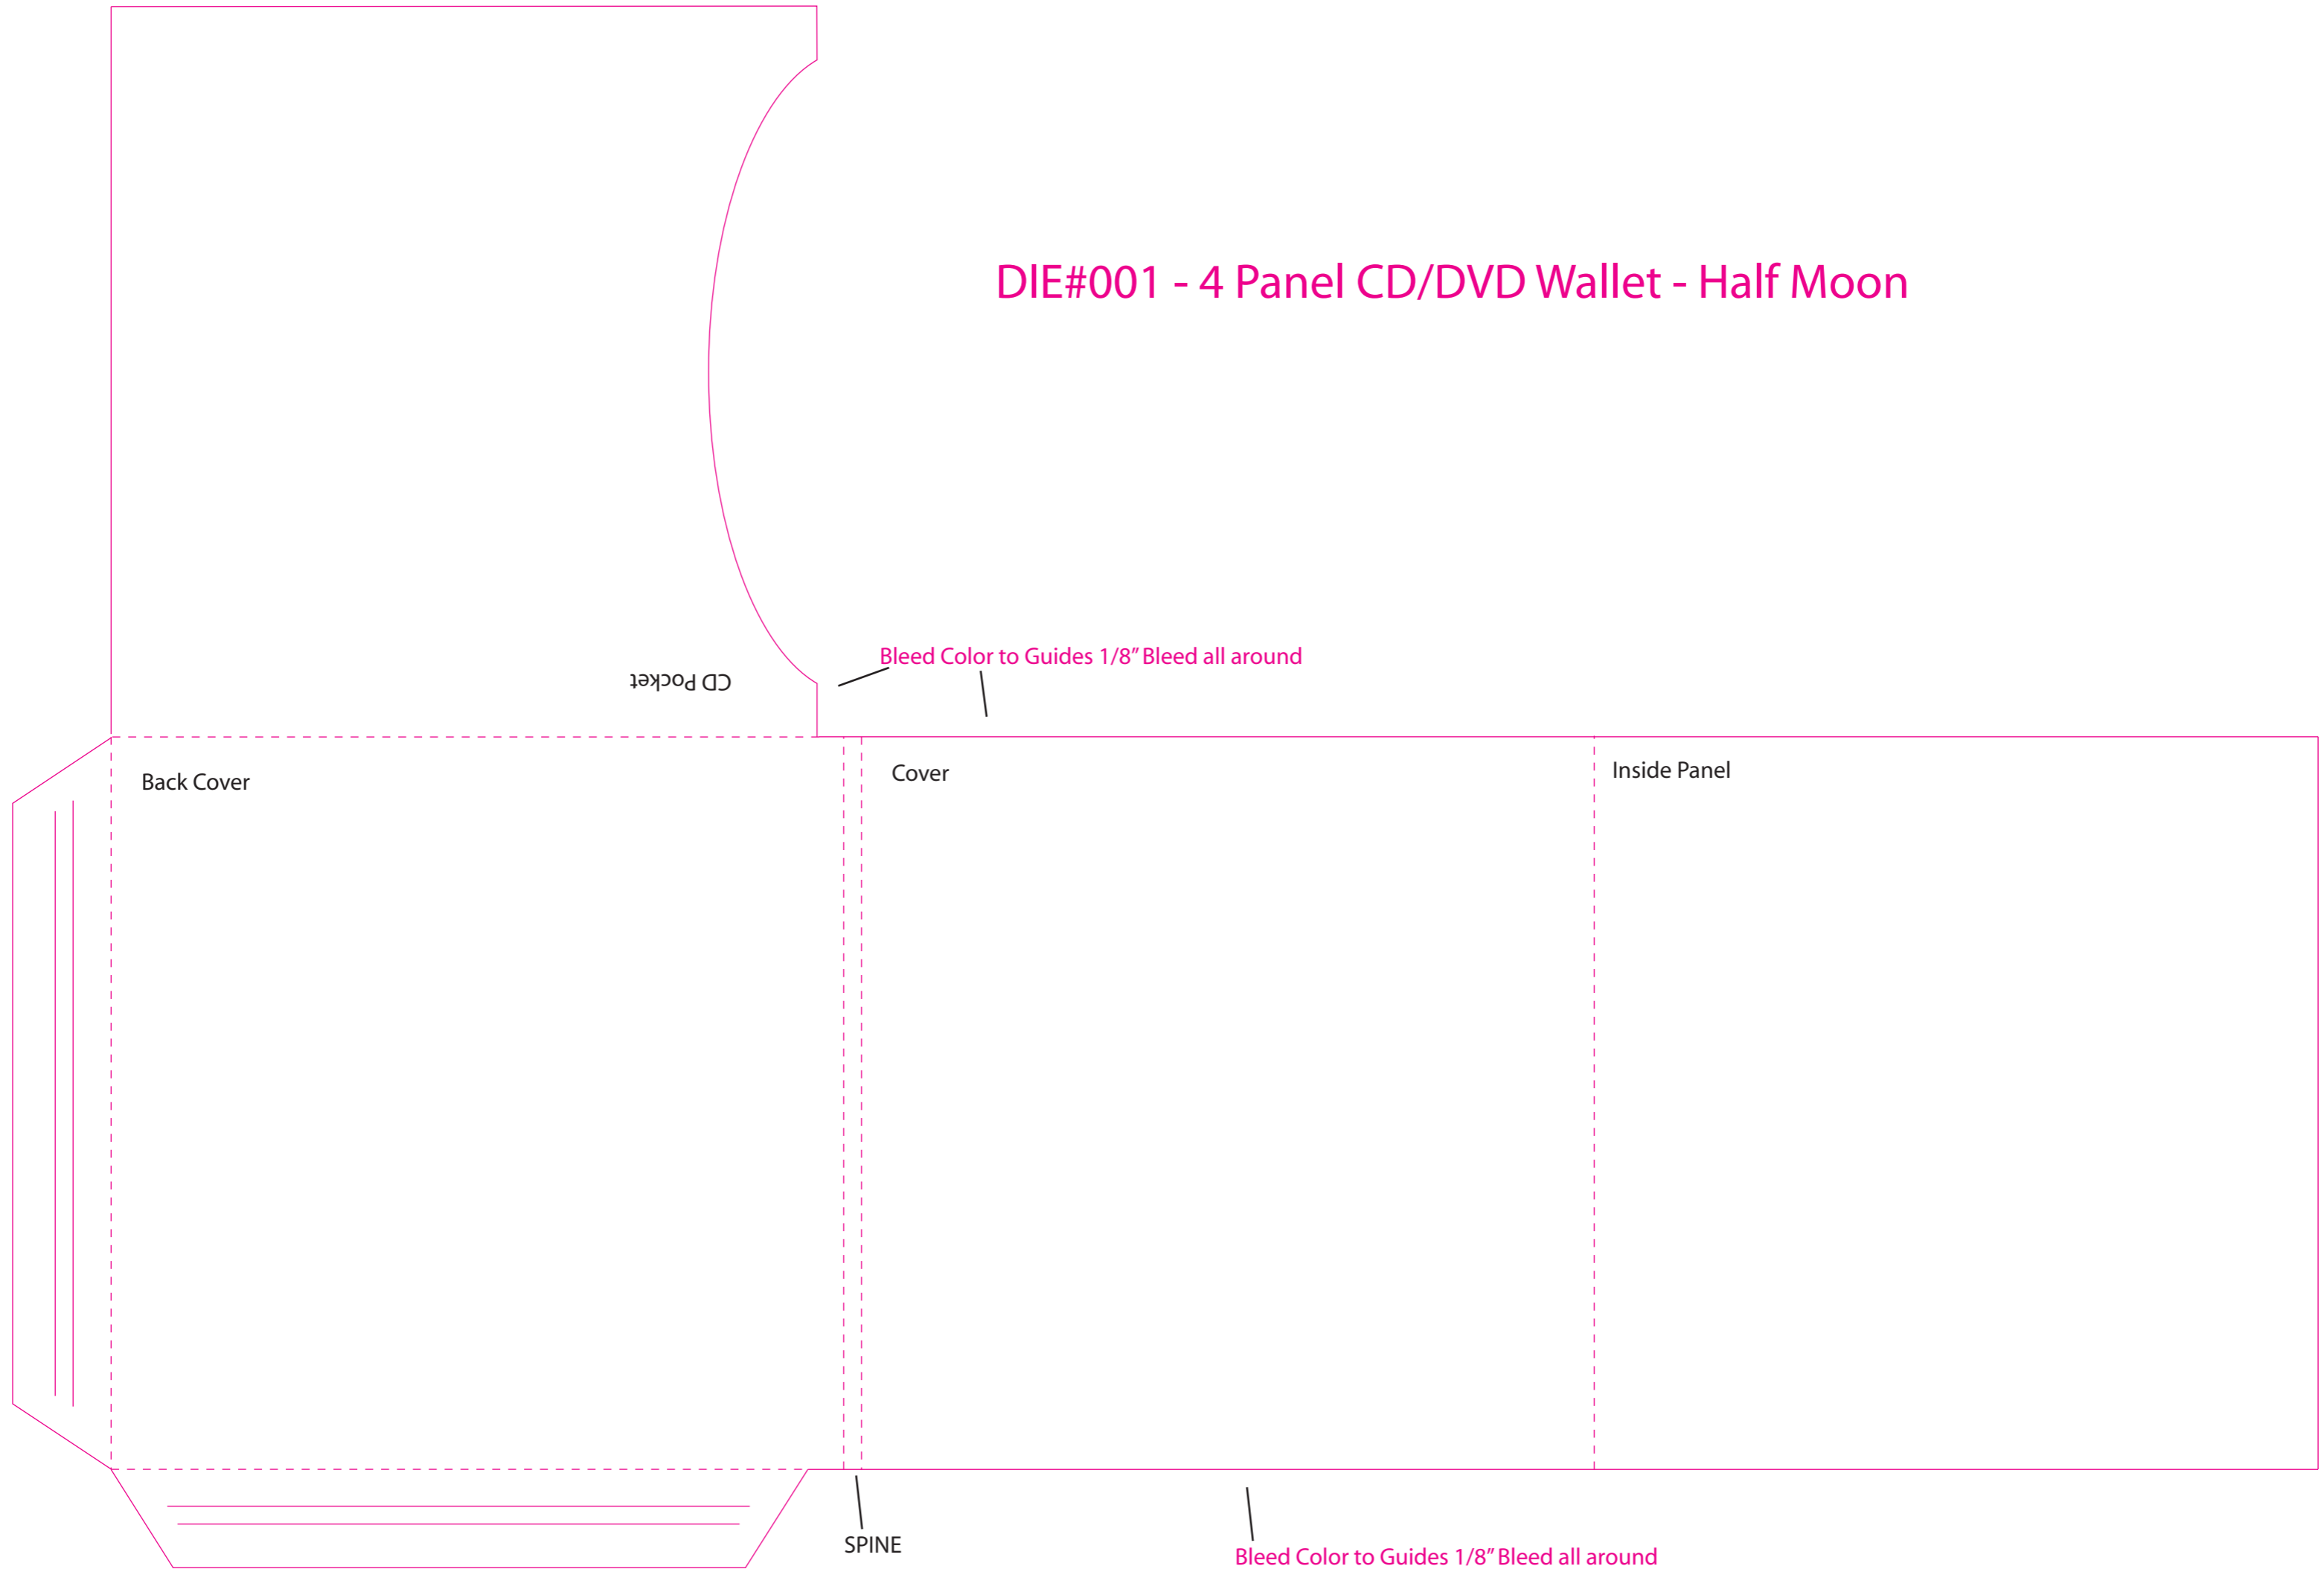 DIE#001 - 4 Panel CD/DVD Wallet - Half Moon
Bleed Color to Guides 1/8” Bleed all around
CD Pocket
Back Cover
Cover
Inside Panel
SPINE
Bleed Color to Guides 1/8” Bleed all around